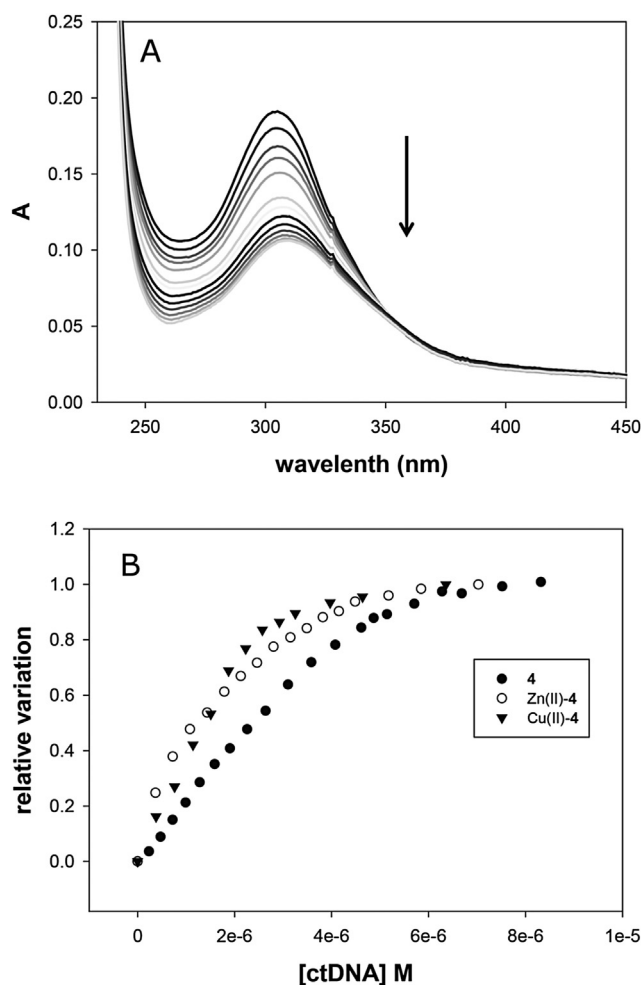 A
0.25
0.20
0.15
0.10
0.05
0.00
A
250 300 350 400 450
wavelenth (nm)
B
1.2
1.0
0.8
0.6
0.4
0.2
0.0
relative variation
4
Zn(II)-4
Cu(II)-4
0 2e-6 4e-6 6e-6 8e-6 1e-5
[ctDNA] M